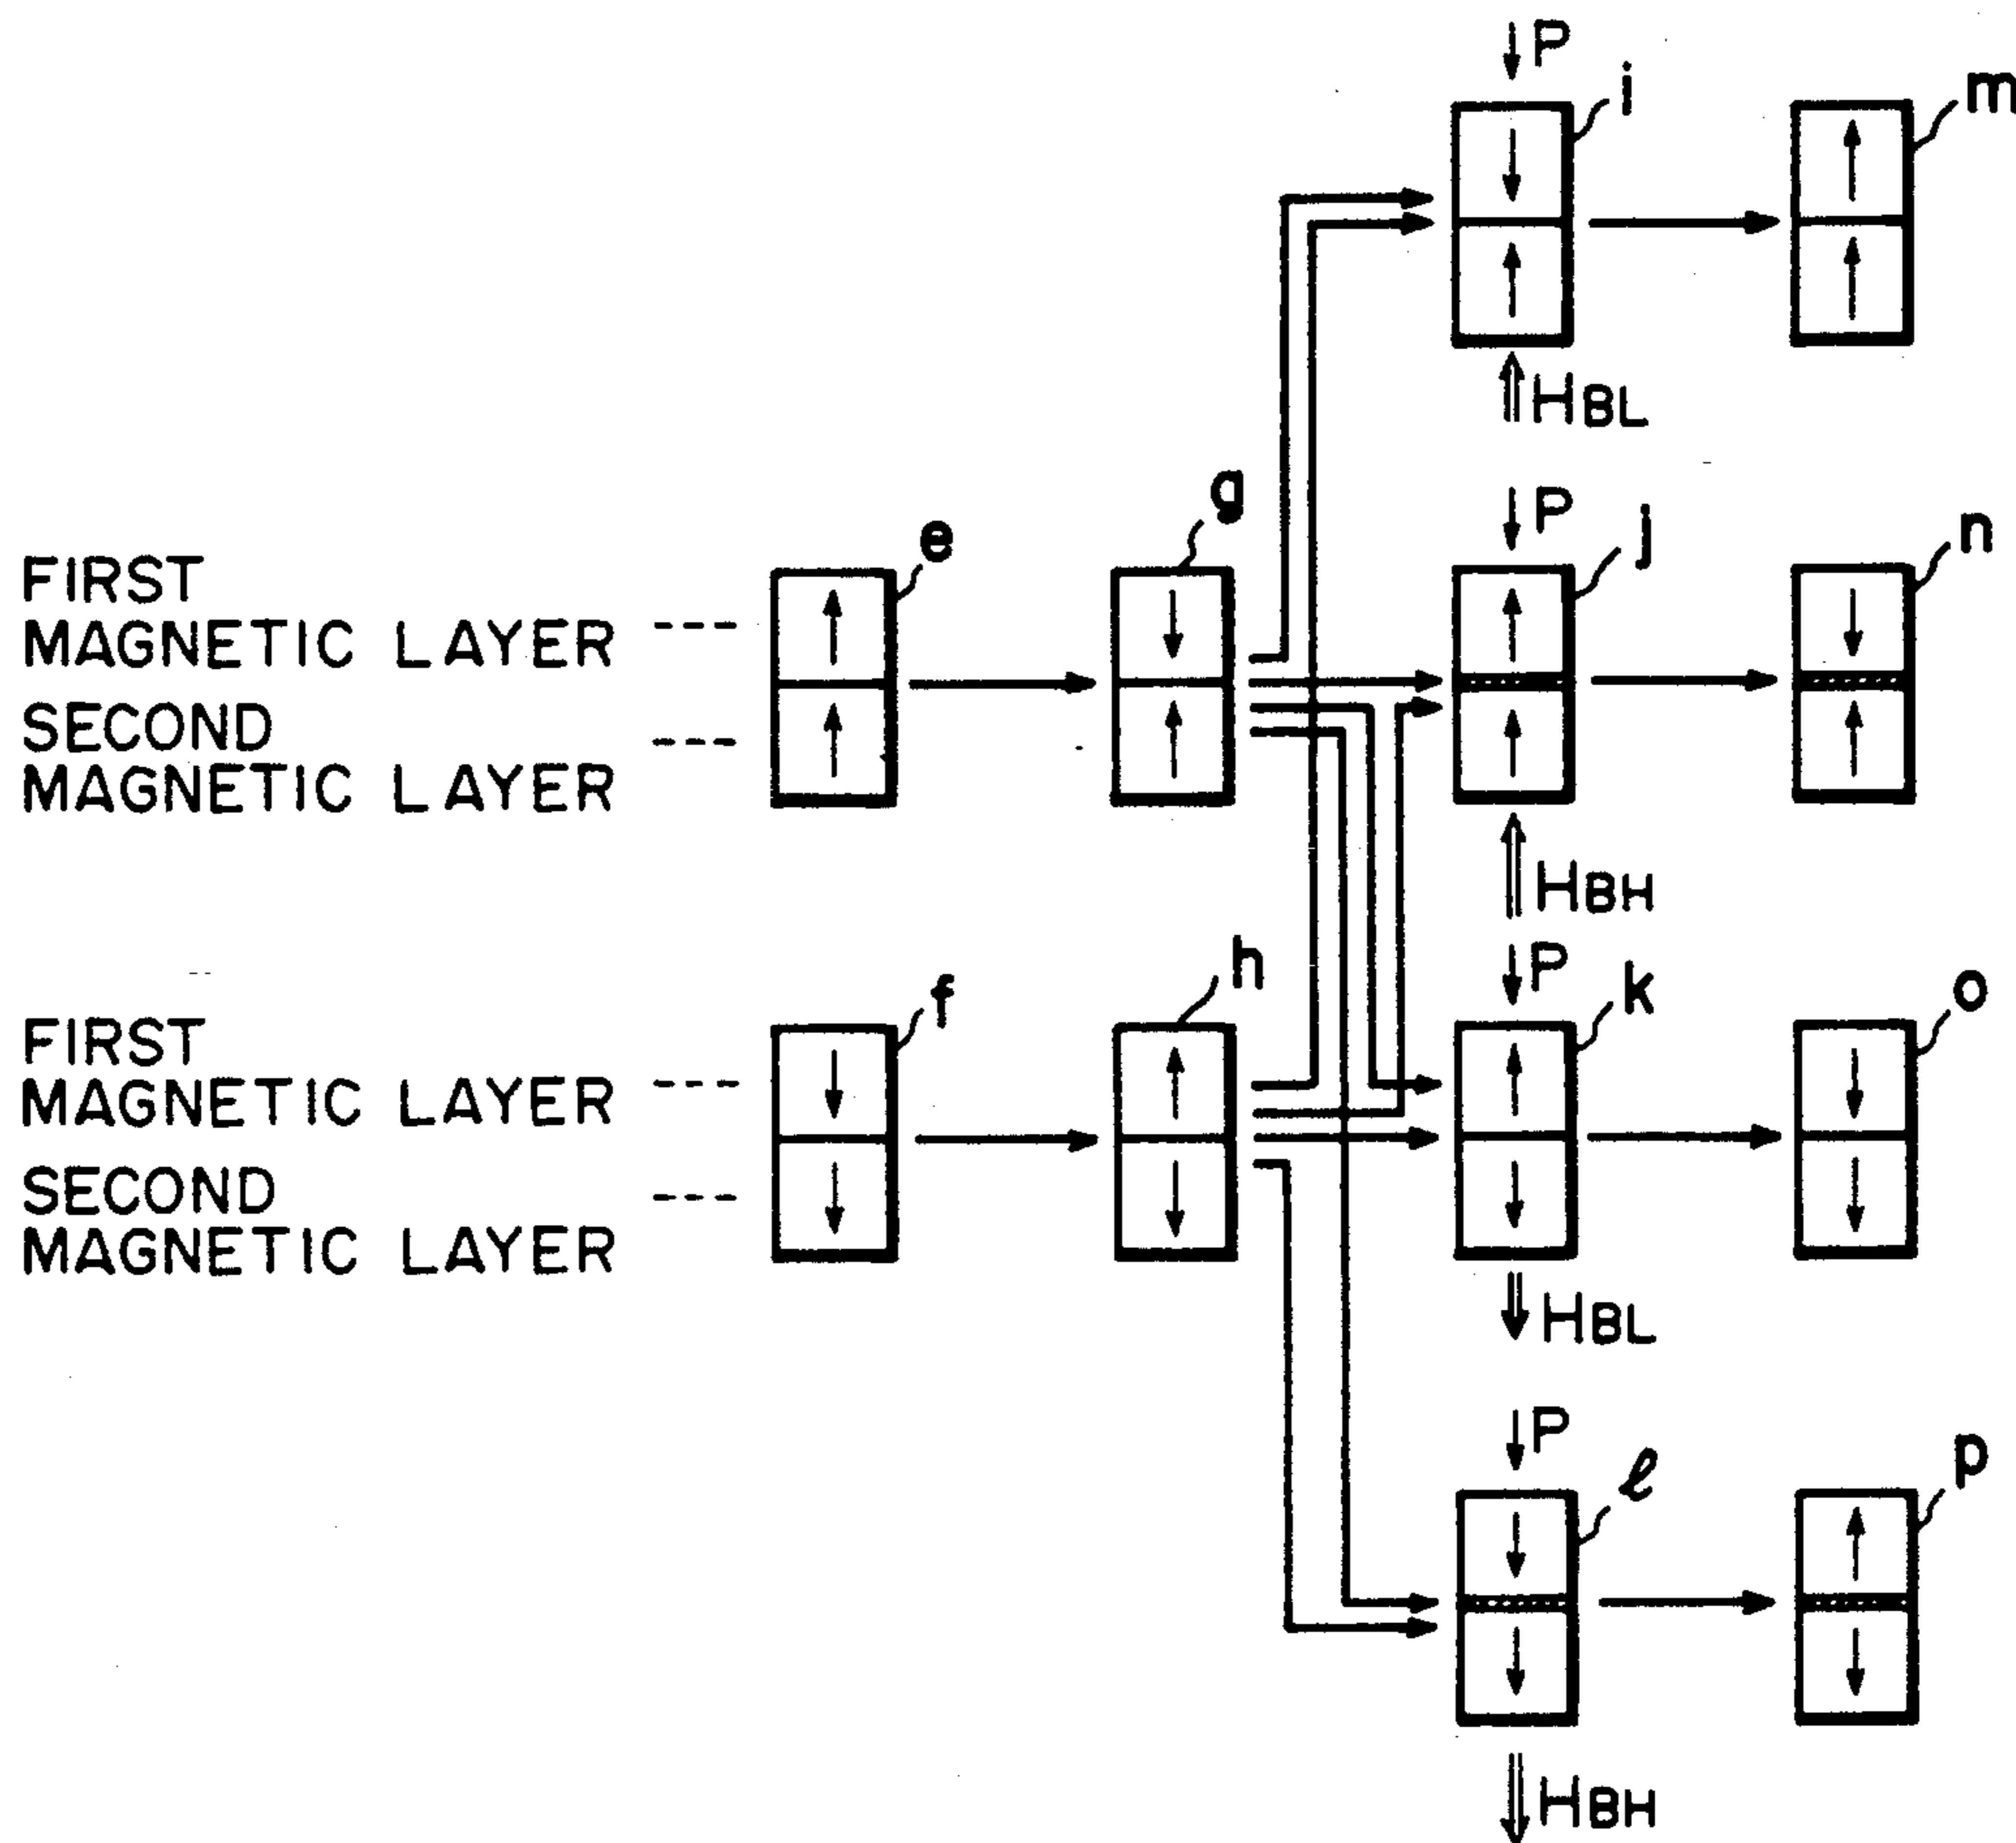 P
i
m
HBL
P
g
j
n
e
FIRST
MAGNETIC LAYER ---
SECOND
MAGNETIC LAYER ---
HBH
P
h
k
o
f
FIRST
MAGNETIC LAYER ---
SECOND
MAGNETIC LAYER ---
HBL
P
ℓ
p
HBH